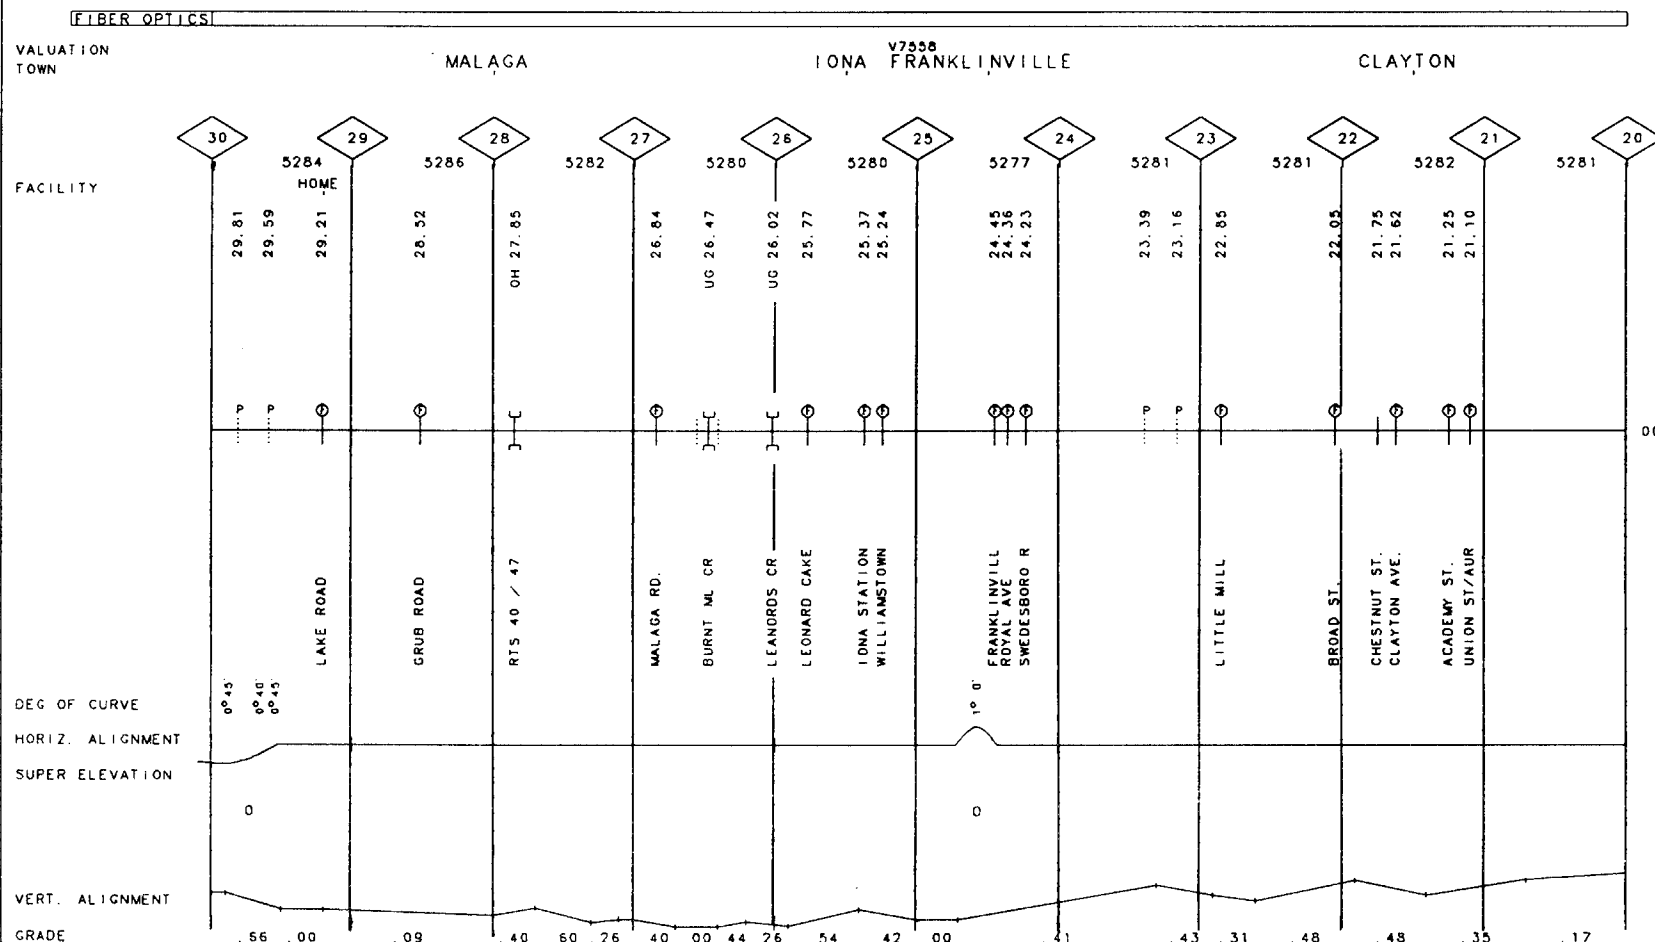 FIBER OPTICS
VALUATION V7558
TOWN MALAGA IONA FRANKLINVILLE CLAYTON
30 29 28 27 26 25 24 23 22 21 20
5284 5286 5282 5280 5280 5277 5281 5281 5282 5281
FACILITY HOME
29.81 29.59 29.21 28.52 OH 27.85 26.84 UG 26.47 UG 26.02 25.77 25.37 25.24 24.45 24.36 24.23 23.39 23.16 22.85 22.05 21.75 21.62 21.25 21.10
P P F F F F F F F F F P P F F F F F
LAKE ROAD
GRUB ROAD
RTS 40 / 47
MALAGA RD.
BURNT ML CR
LEANORDS CR
LEONARD CAKE
IONA STATION
WILLIAMSTOWN
FRANKLINVILL
ROYAL AVE
SWEDESBORO R
LITTLE MILL
BROAD ST.
CHESTNUT ST.
CLAYTON AVE.
ACADEMY ST.
UNION ST/AUR
DEG OF CURVE 0°45' 0°40' 0°45' 1° 0'
HORIZ. ALIGNMENT
SUPER ELEVATION
0 0
VERT. ALIGNMENT
GRADE .56 .00 .09 .40 .60 .26 .40 .00 .44 .26 .54 .42 .00 .41 .43 .31 .48 .48 .35 .17